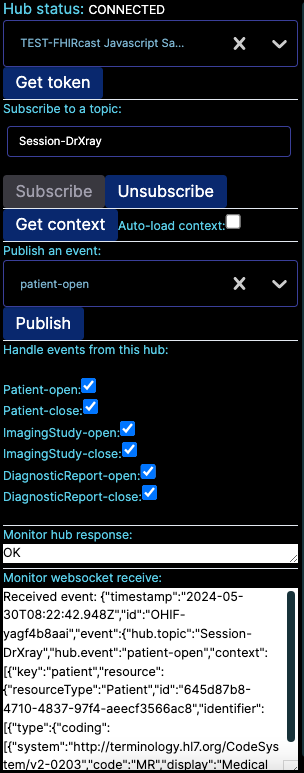 Hub status: CONNECTED
TEST-FHIRcast Javascript Sa...
Get token
Subscribe to a topic:
Session-DrXray
Subscribe Unsubscribe
Get context Auto-load context:
Publish an event:
patient-open
Publish
Handle events from this hub:
Patient-open:
Patient-close:
ImagingStudy-open:
ImagingStudy-close:
DiagnosticReport-open:
DiagnosticReport-close:
Monitor hub response:
OK
Monitor websocket receive:
Received event: {"timestamp":"2024-05-
30T08:22:42.948Z","id":"OHIF-
yagf4b8aai","event":{"hub.topic":"Session-
DrXray","hub.event":"patient-open","context":
[{"key":"patient","resource":
{"resourceType":"Patient","id":"645d87b8-
4710-4837-97f4-aeecf3566ac8","identifier":
[{"type":{"coding":
[{"system":"http://terminology.hl7.org/CodeSys
tem/v2-0203","code":"MR","display":"Medical